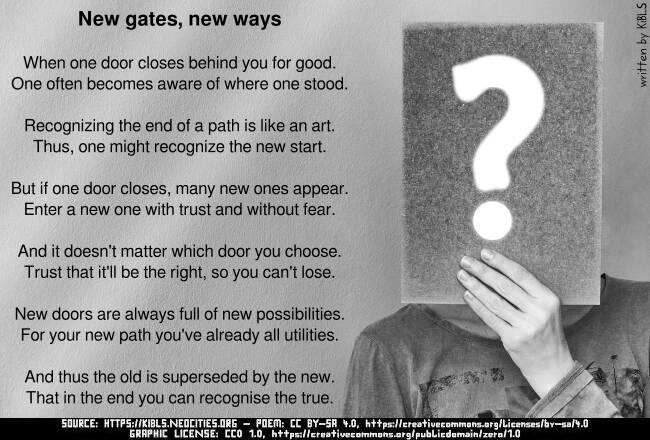 New gates, new ways
When one door closes behind you for good.
One often becomes aware of where one stood.
Recognizing the end of a path is like an art.
Thus, one might recognize the new start.
But if one door closes, many new ones appear.
Enter a new one with trust and without fear.
And it doesn't matter which door you choose.
Trust that it'll be the right, so you can't lose.
New doors are always full of new possibilities.
For your new path you've already all utilities.
And thus the old is superseded by the new.
That in the end you can recognise the true.
written by KiBLS
?
SOURCE: HTTPS://KIBLS.NEOCITIES.ORG – POEM: CC BY-SA 4.0, https://creativecommons.org/licenses/by-sa/4.0
GRAPHIC LICENSE: CC0 1.0, https://creativecommons.org/publicdomain/zero/1.0